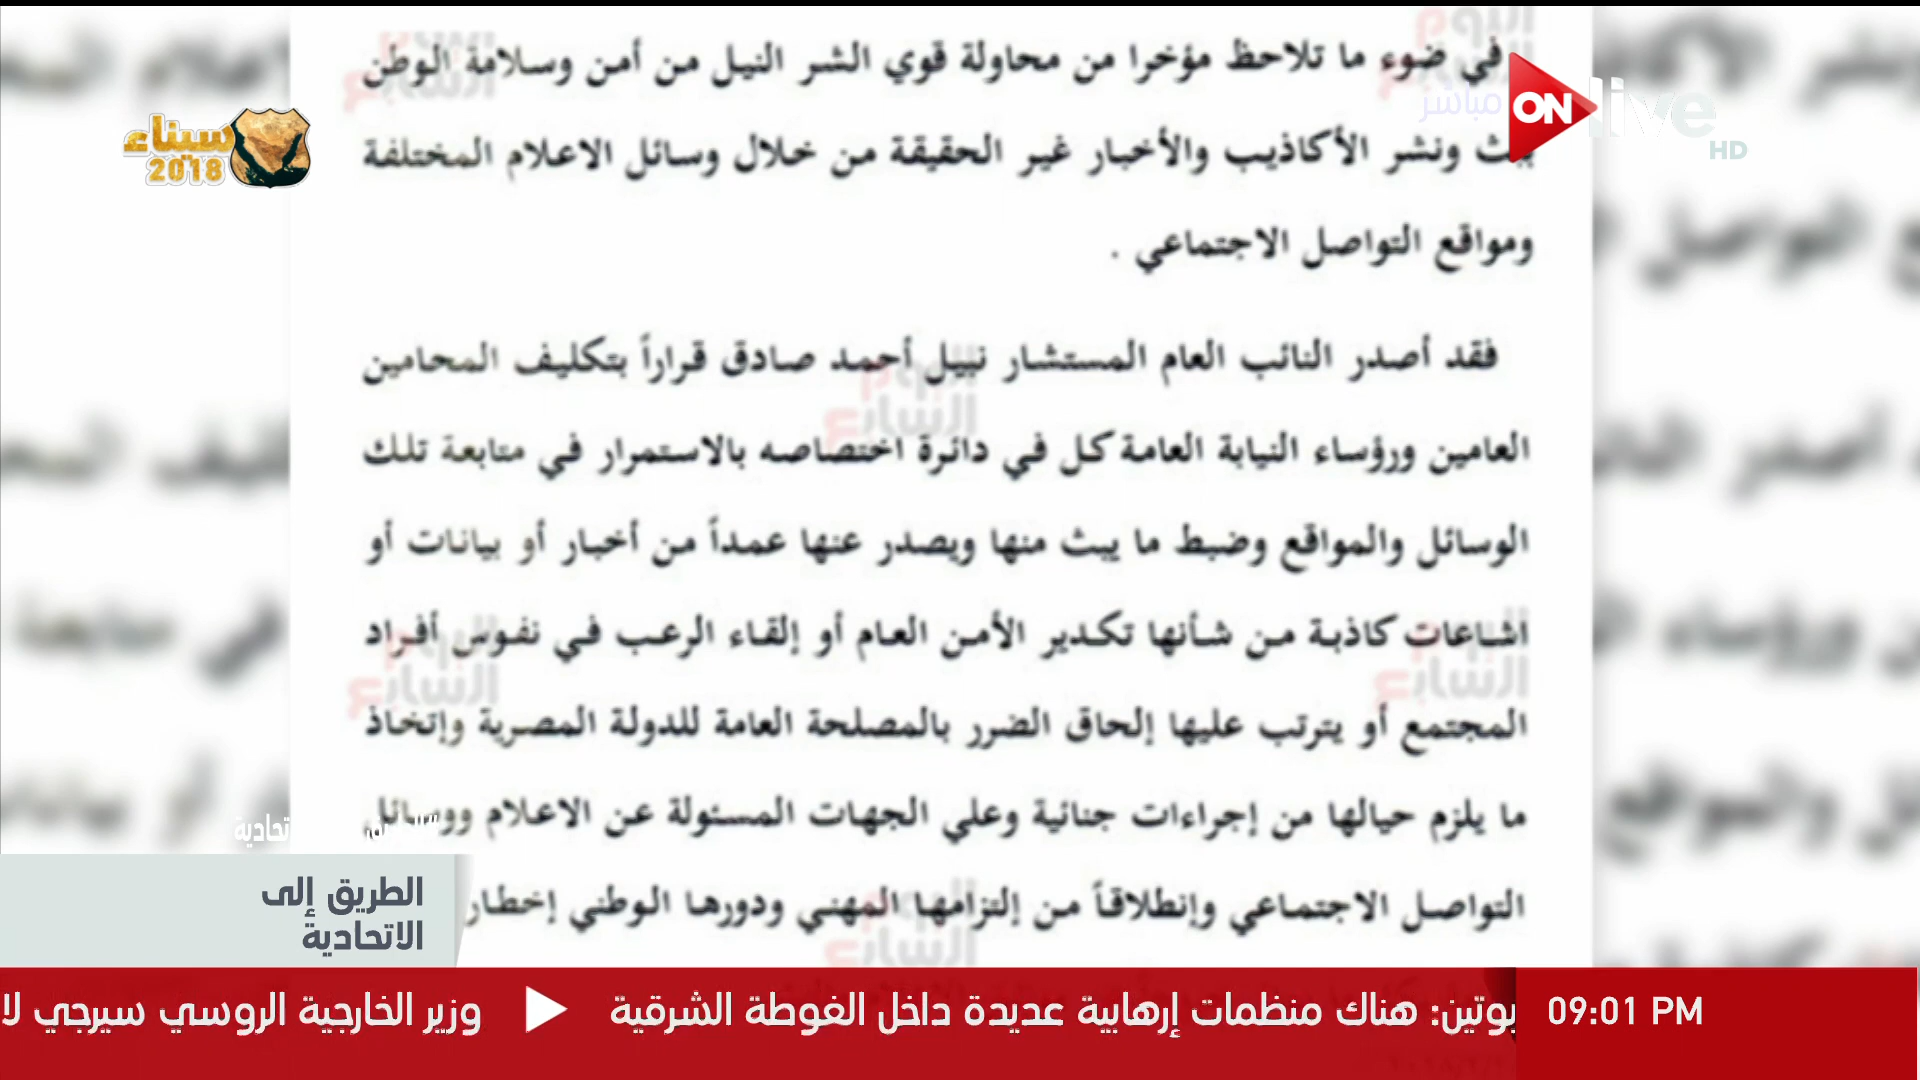 في ضوء ما تلاحظ مؤخرا من محاولة قوي الشر النيل من أمن وسلامة الوطن
ببث ونشر الأكاذيب والأخبار غير الحقيقة من خلال وسائل الاعلام المختلفة
ومواقع التواصل الاجتماعي .
فقد أصدر النائب العام المستشار نبيل أحمد صادق قراراً بتكليف المحامين
العامين ورؤساء النيابة العامة كل في دائرة اختصاصه بالاستمرار في متابعة تلك
الوسائل والمواقع وضبط ما يبث منها ويصدر عنها عمداً من أخبار أو بيانات أو
اشاعات كاذبة من شأنها تكدير الأمن العام أو إلقاء الرعب في نفوس أفراد
المجتمع أو يترتب عليها إلحاق الضرر بالمصلحة العامة للدولة المصرية وإتخاذ
ما يلزم حيالها من إجراءات جنائية وعلي الجهات المسئولة عن الاعلام ووسائل
التواصل الاجتماعي وإنطلاقاً من إلتزامها المهني ودورها الوطني إخطار
مباشر ON live
HD
سيناء
2018
اليوم السابع
الطريق إلى
الاتحادية
بوتين: هناك منظمات إرهابية عديدة داخل الغوطة الشرقية
وزير الخارجية الروسي سيرجي لا
09:01 PM